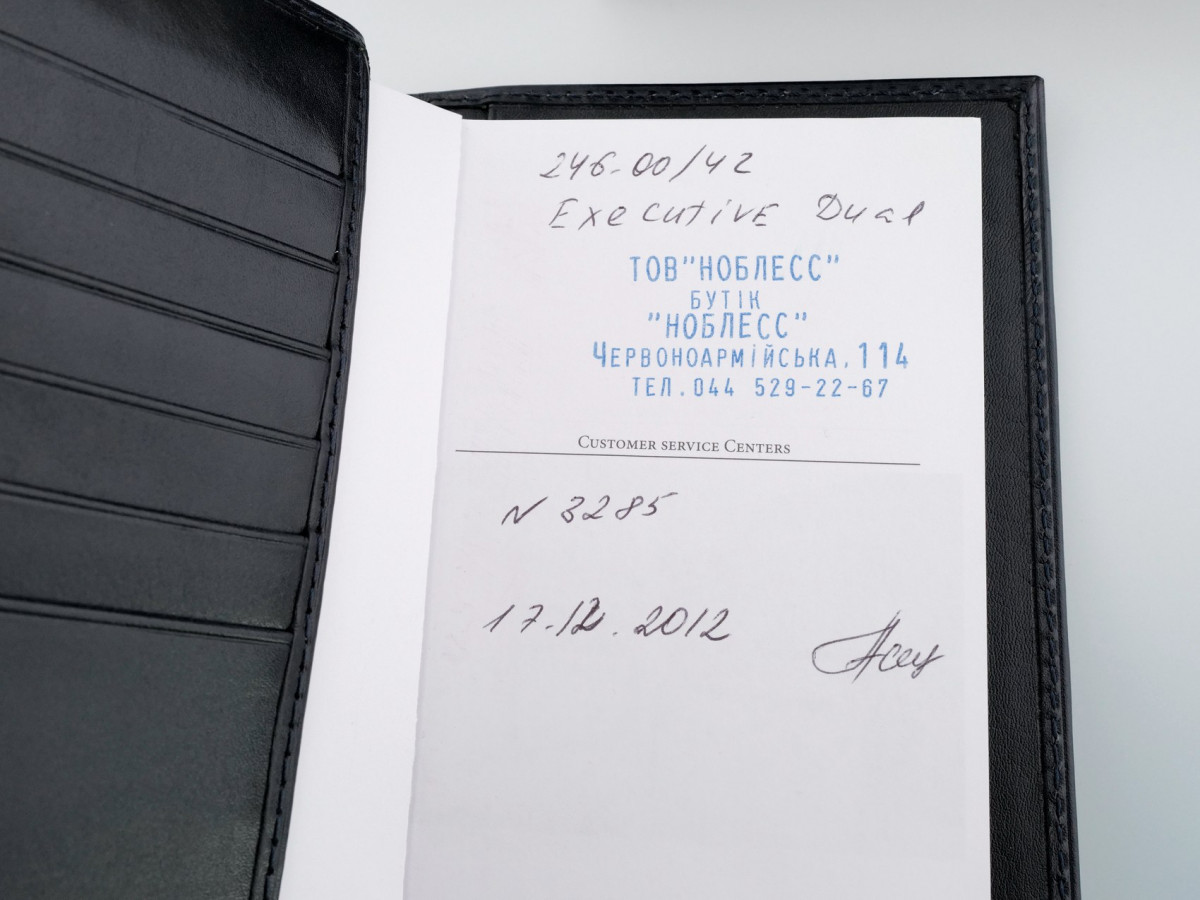 246-00/42
Executive Dual
ТОВ"НОБЛЕСС"
БУТІК
"НОБЛЕСС"
ЧЕРВОНОАРМІЙСЬКА.114
ТЕЛ.044 529-22-67
Customer service Centers
N 3285
17.12.2012